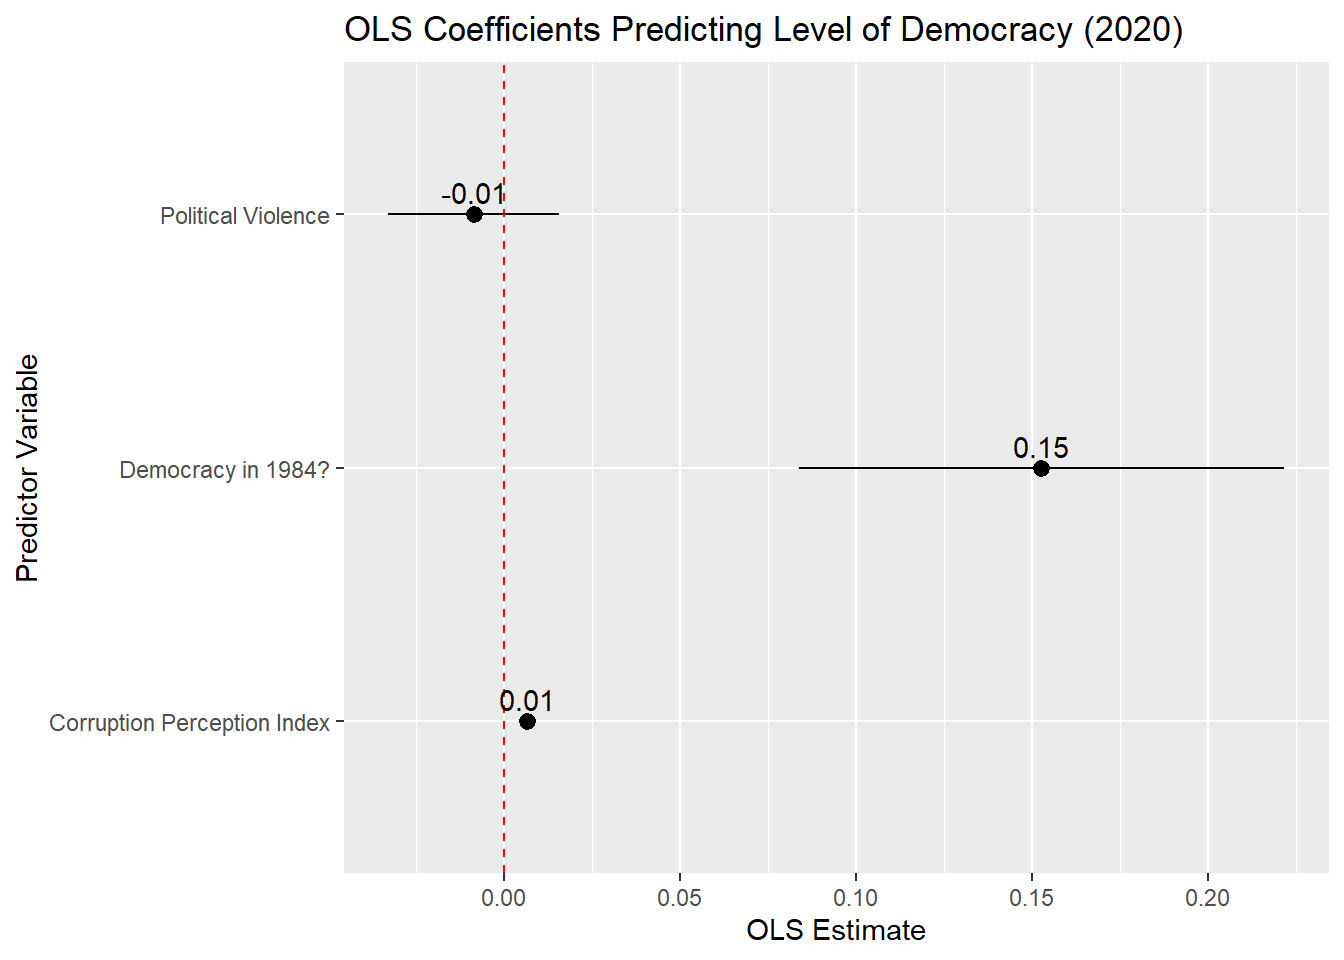 OLS Coefficients Predicting Level of Democracy (2020)
Predictor Variable
Political Violence
-0.01
Democracy in 1984?
0.15
Corruption Perception Index
0.01
0.00 0.05 0.10 0.15 0.20
OLS Estimate